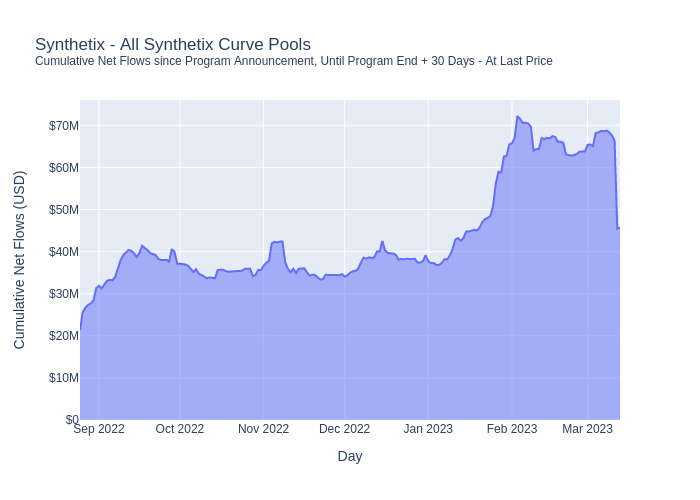 Synthetix - All Synthetix Curve Pools
Cumulative Net Flows since Program Announcement, Until Program End + 30 Days - At Last Price
Cumulative Net Flows (USD)
$70M
$60M
$50M
$40M
$30M
$20M
$10M
$0
Sep 2022 Oct 2022 Nov 2022 Dec 2022 Jan 2023 Feb 2023 Mar 2023
Day